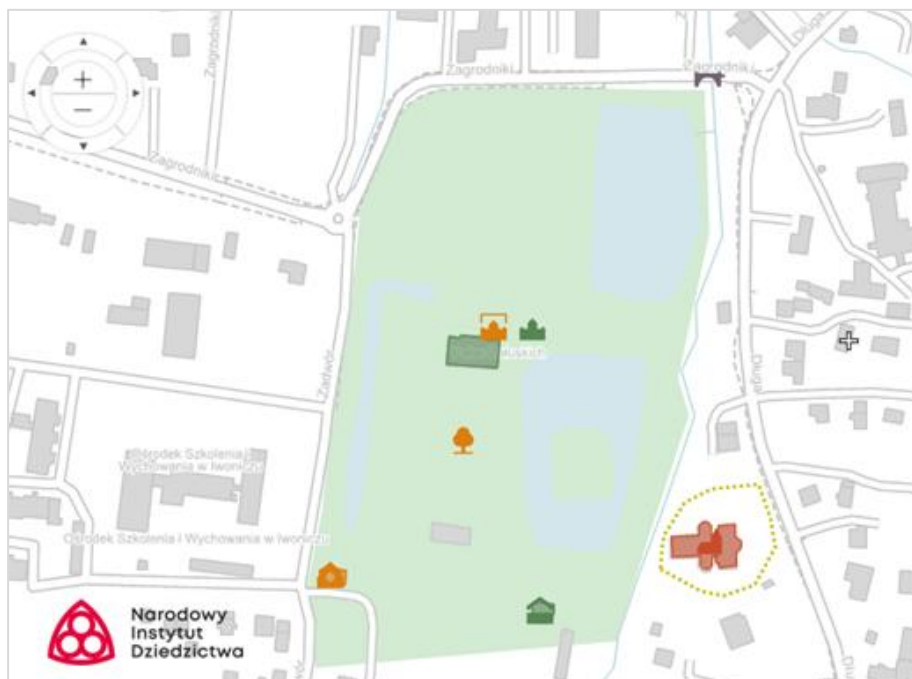 Długa
Zagrodniki
Zagrodniki
Zagrodniki
Zagrodniki
Zadwór
Długa
Ośrodek Szkolenia i
Wychowania w Iwoniczu
Ośrodek Szkolenia i Wychowania w Iwoniczu
Narodowy
Instytut
Dziedzictwa